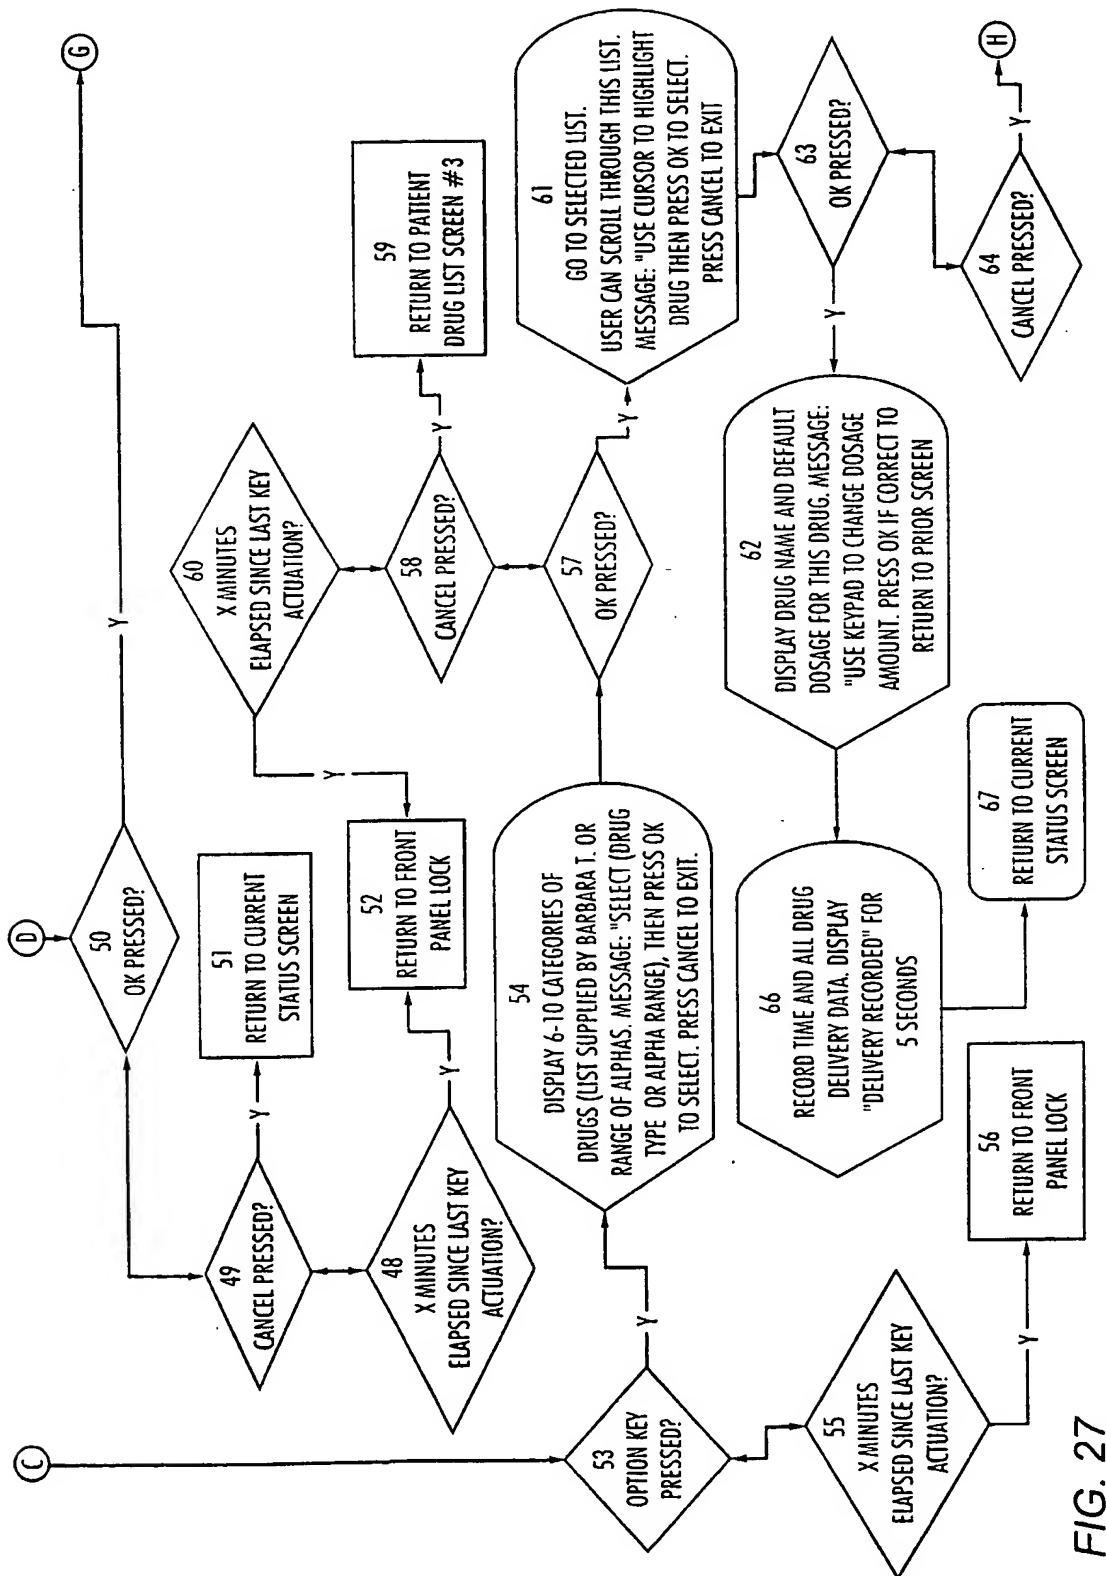 D
50
OK PRESSED?
Y
G
49
CANCEL PRESSED?
Y
51
RETURN TO CURRENT
STATUS SCREEN
48
X MINUTES
ELAPSED SINCE LAST KEY
ACTUATION?
Y
52
RETURN TO FRONT
PANEL LOCK
C
53
OPTION KEY
PRESSED?
Y
54
DISPLAY 6-10 CATEGORIES OF
DRUGS (LIST SUPPLIED BY BARBARA T. OR
RANGE OF ALPHAS. MESSAGE: "SELECT (DRUG
TYPE OR ALPHA RANGE), THEN PRESS OK
TO SELECT. PRESS CANCEL TO EXIT.
55
X MINUTES
ELAPSED SINCE LAST KEY
ACTUATION?
Y
56
RETURN TO FRONT
PANEL LOCK
57
OK PRESSED?
Y
58
CANCEL PRESSED?
Y
59
RETURN TO PATIENT
DRUG LIST SCREEN #3
60
X MINUTES
ELAPSED SINCE LAST KEY
ACTUATION?
Y
61
GO TO SELECTED LIST.
USER CAN SCROLL THROUGH THIS LIST.
MESSAGE: "USE CURSOR TO HIGHLIGHT
DRUG THEN PRESS OK TO SELECT.
PRESS CANCEL TO EXIT
63
OK PRESSED?
Y
64
CANCEL PRESSED?
Y
H
62
DISPLAY DRUG NAME AND DEFAULT
DOSAGE FOR THIS DRUG. MESSAGE:
"USE KEYPAD TO CHANGE DOSAGE
AMOUNT. PRESS OK IF CORRECT TO
RETURN TO PRIOR SCREEN
66
RECORD TIME AND ALL DRUG
DELIVERY DATA. DISPLAY
"DELIVERY RECORDED" FOR
5 SECONDS
67
RETURN TO CURRENT
STATUS SCREEN
FIG. 27